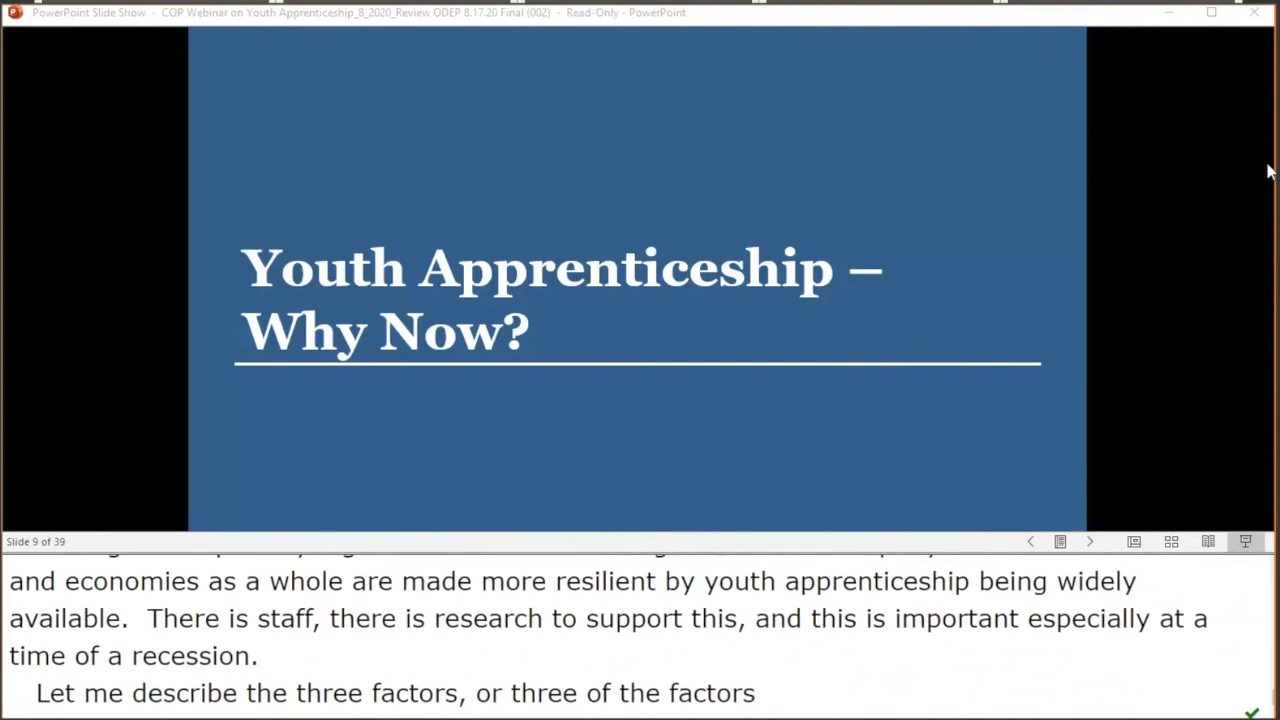 PowerPoint Slide Show - COP Webinar on Youth Apprenticeship_8_2020_Review ODEP 8.17.20 Final (002) - Read-Only - PowerPoint
Youth Apprenticeship –
Why Now?
Slide 9 of 39
and economies as a whole are made more resilient by youth apprenticeship being widely
available.  There is staff, there is research to support this, and this is important especially at a
time of a recession.
Let me describe the three factors, or three of the factors